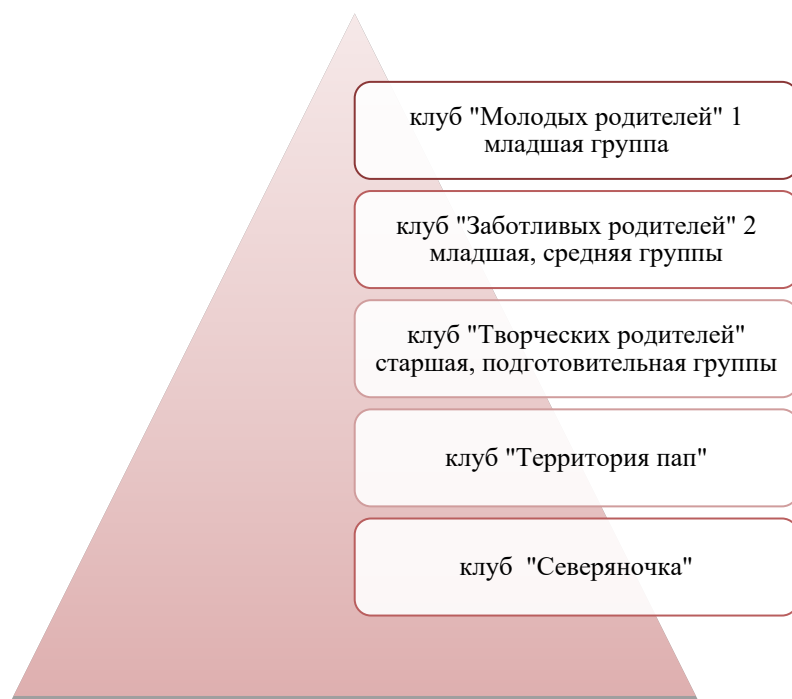 клуб "Молодых родителей" 1
младшая группа
клуб "Заботливых родителей" 2
младшая, средняя группы
клуб "Творческих родителей"
старшая, подготовительная группы
клуб "Территория пап"
клуб "Северяночка"